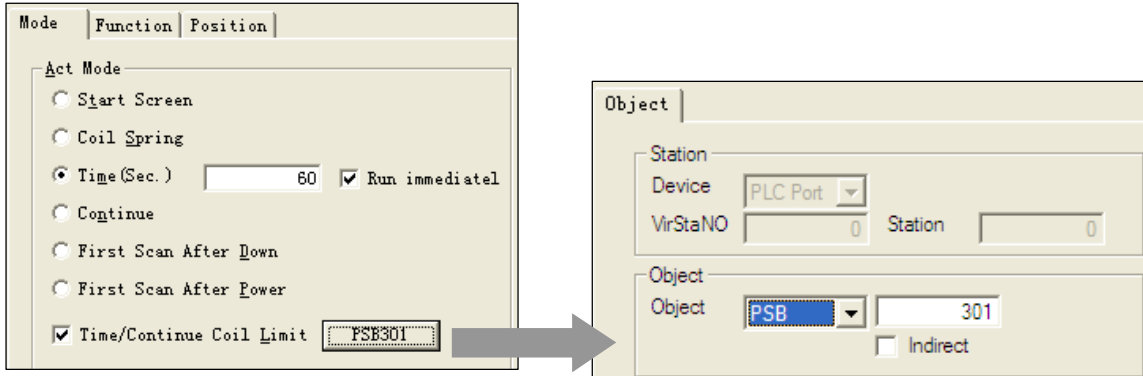 Mode Function Position
Act Mode
Start Screen
Coil Spring
Time(Sec.) 60 Run immediatel
Continue
First Scan After Down
First Scan After Power
Time/Continue Coil Limit PSB301
Object
Station
Device PLC Port
VirStaNO 0 Station 0
Object
Object PSB 301
Indirect